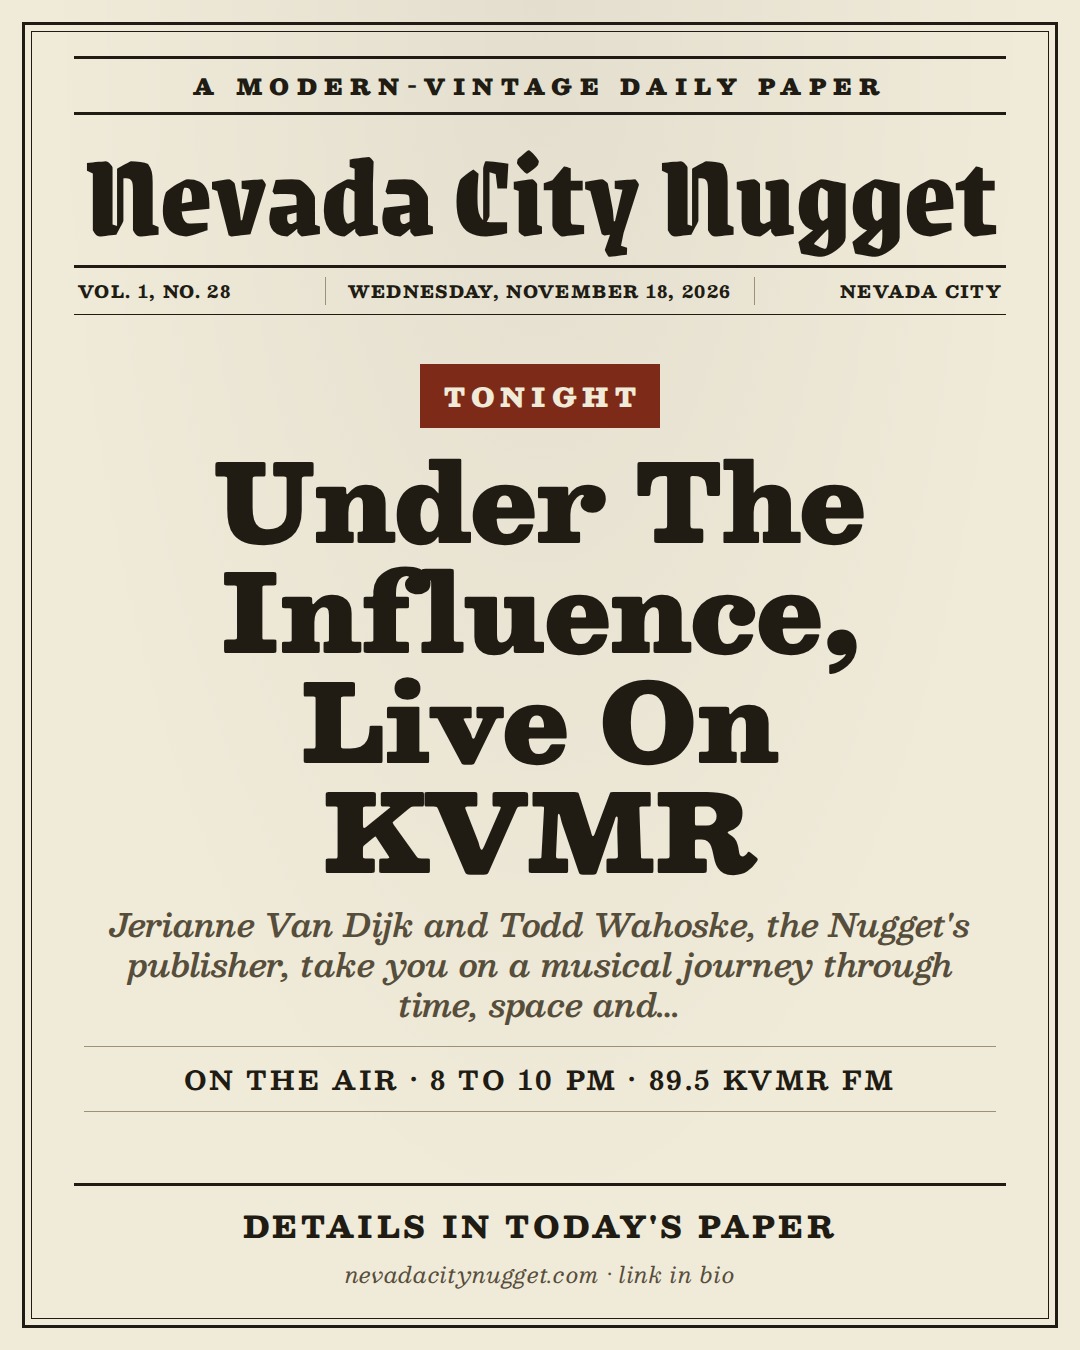 A MODERN-VINTAGE DAILY PAPER
Nevada City Nugget
VOL. 1, NO. 28
WEDNESDAY, NOVEMBER 18, 2026
NEVADA CITY
TONIGHT
Under The
Influence,
Live On
KVMR
Jerianne Van Dijk and Todd Wahoske, the Nugget's
publisher, take you on a musical journey through
time, space and…
ON THE AIR · 8 TO 10 PM · 89.5 KVMR FM
DETAILS IN TODAY'S PAPER
nevadacitynugget.com · link in bio